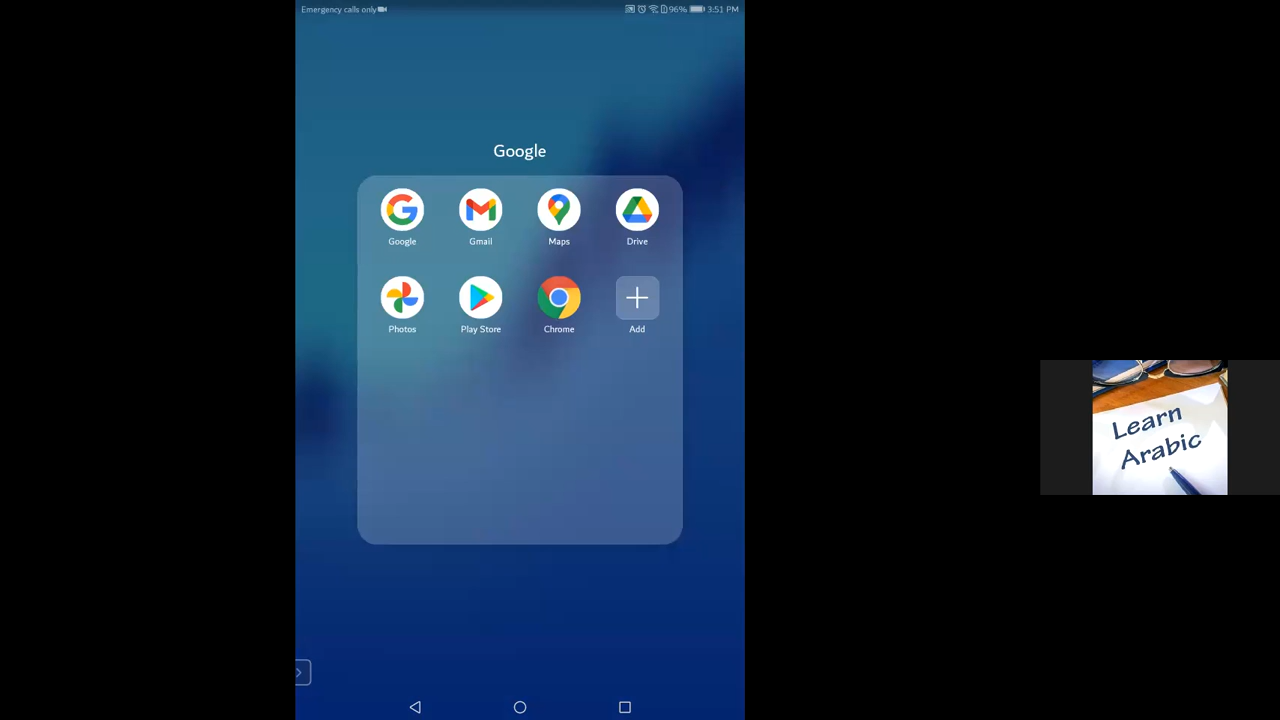 Emergency calls only
96% 3:51 PM
Google
Google Gmail Maps Drive
Photos Play Store Chrome Add
Learn
Arabic